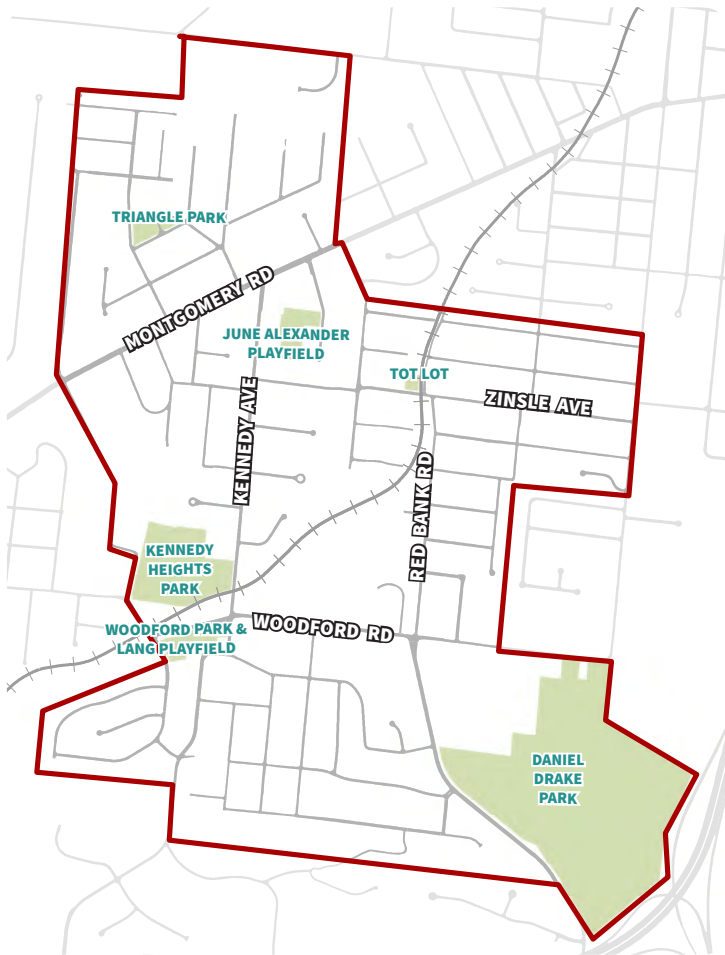 TRIANGLE PARK
MONTGOMERY RD
JUNE ALEXANDER
PLAYFIELD
TOT LOT
ZINSLE AVE
KENNEDY AVE
RED BANK RD
KENNEDY
HEIGHTS
PARK
WOODFORD RD
WOODFORD PARK &
LANG PLAYFIELD
DANIEL
DRAKE
PARK